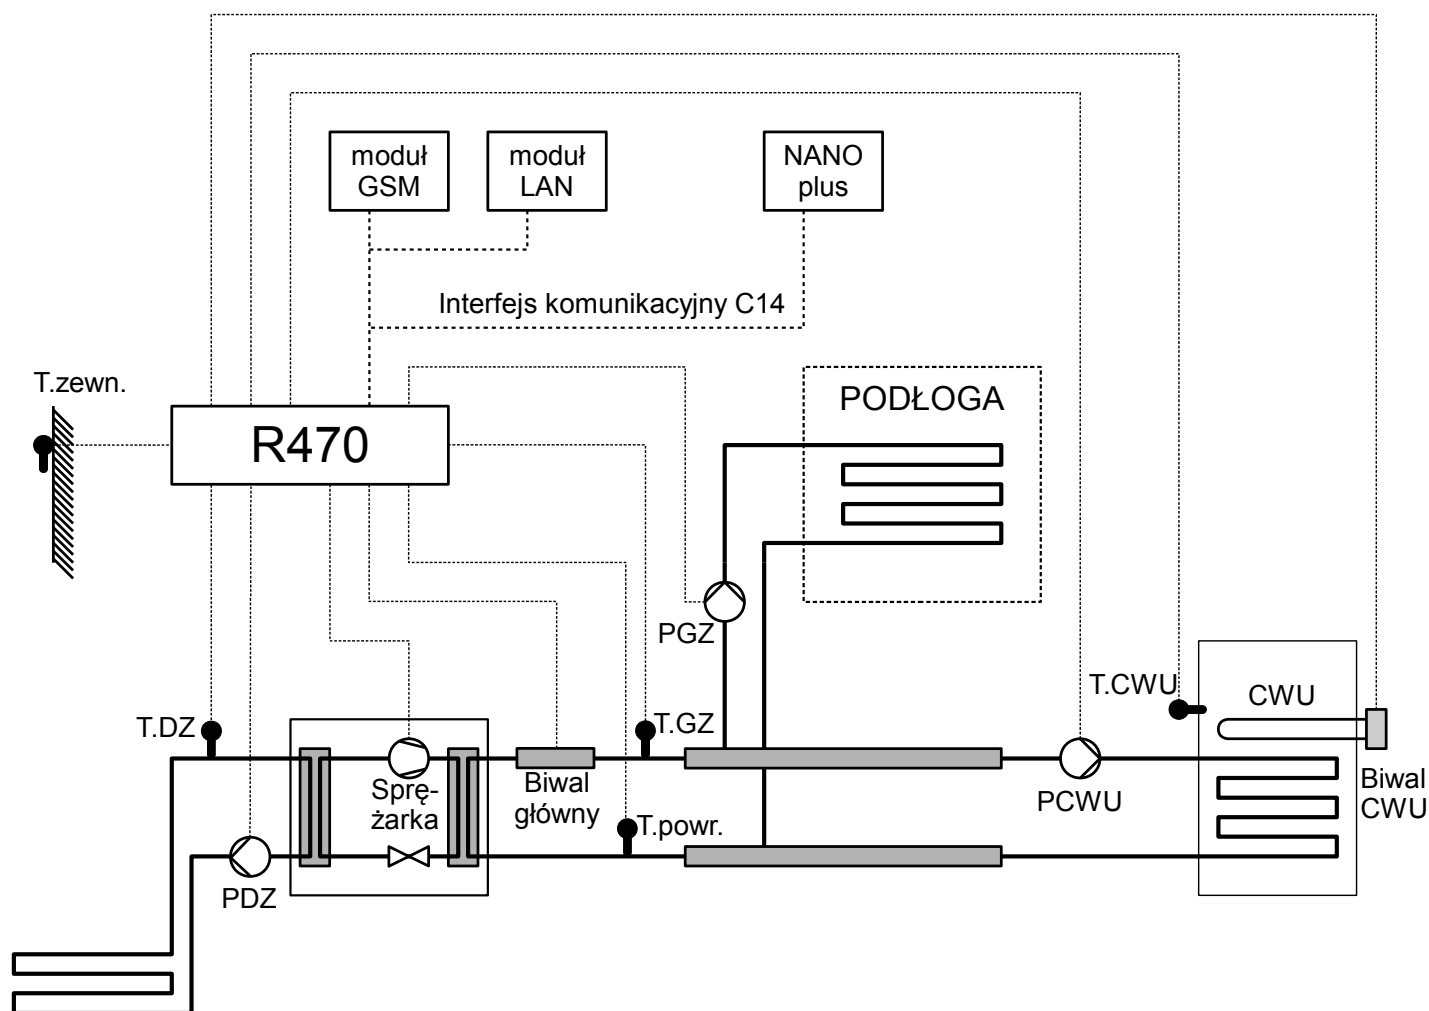 moduł
GSM
moduł
LAN
NANO
plus
Interfejs komunikacyjny C14
T.zewn.
R470
PODŁOGA
PGZ
T.CWU
CWU
T.DZ
T.GZ
Sprę-
żarka
Biwal
główny
T.powr.
PCWU
Biwal
CWU
PDZ